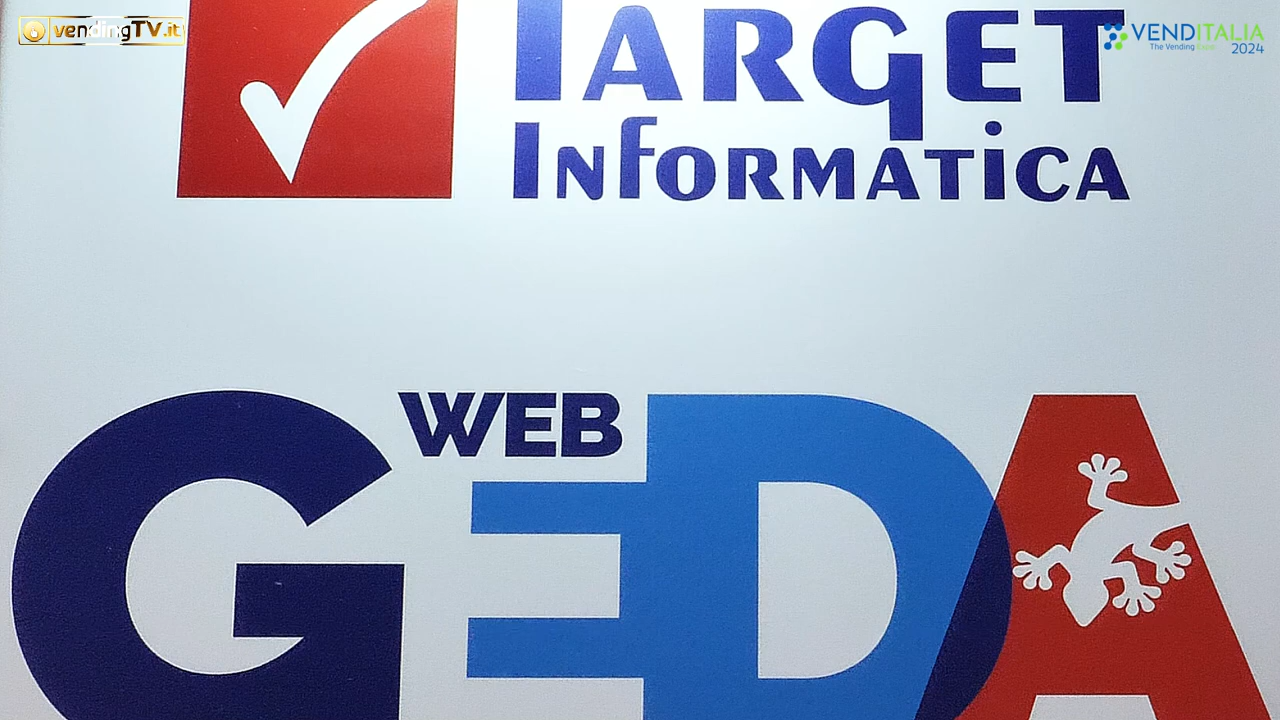 vendingTV.it
VENDITALIA
The Vending Expo
2024
TARGET
INfORMATiCA
WEB
GEDA